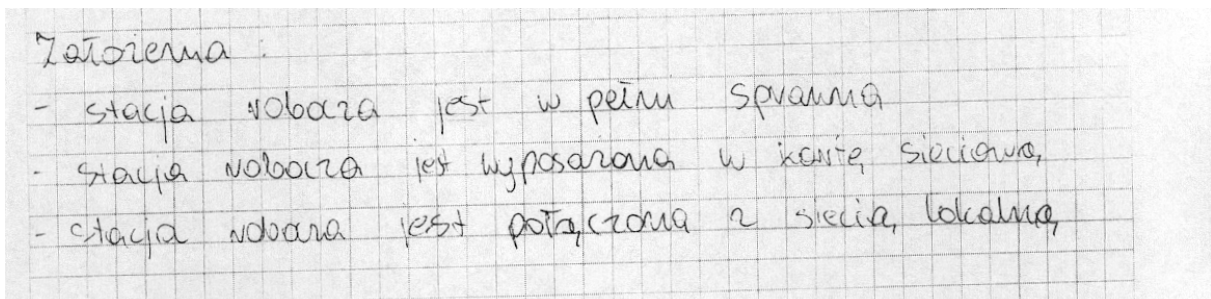 Założenia :
- stacja robocza jest w pełni sprawna
- stacja robocza jest wyposażona w kartę sieciową,
- stacja robocza jest połączona z siecią lokalną